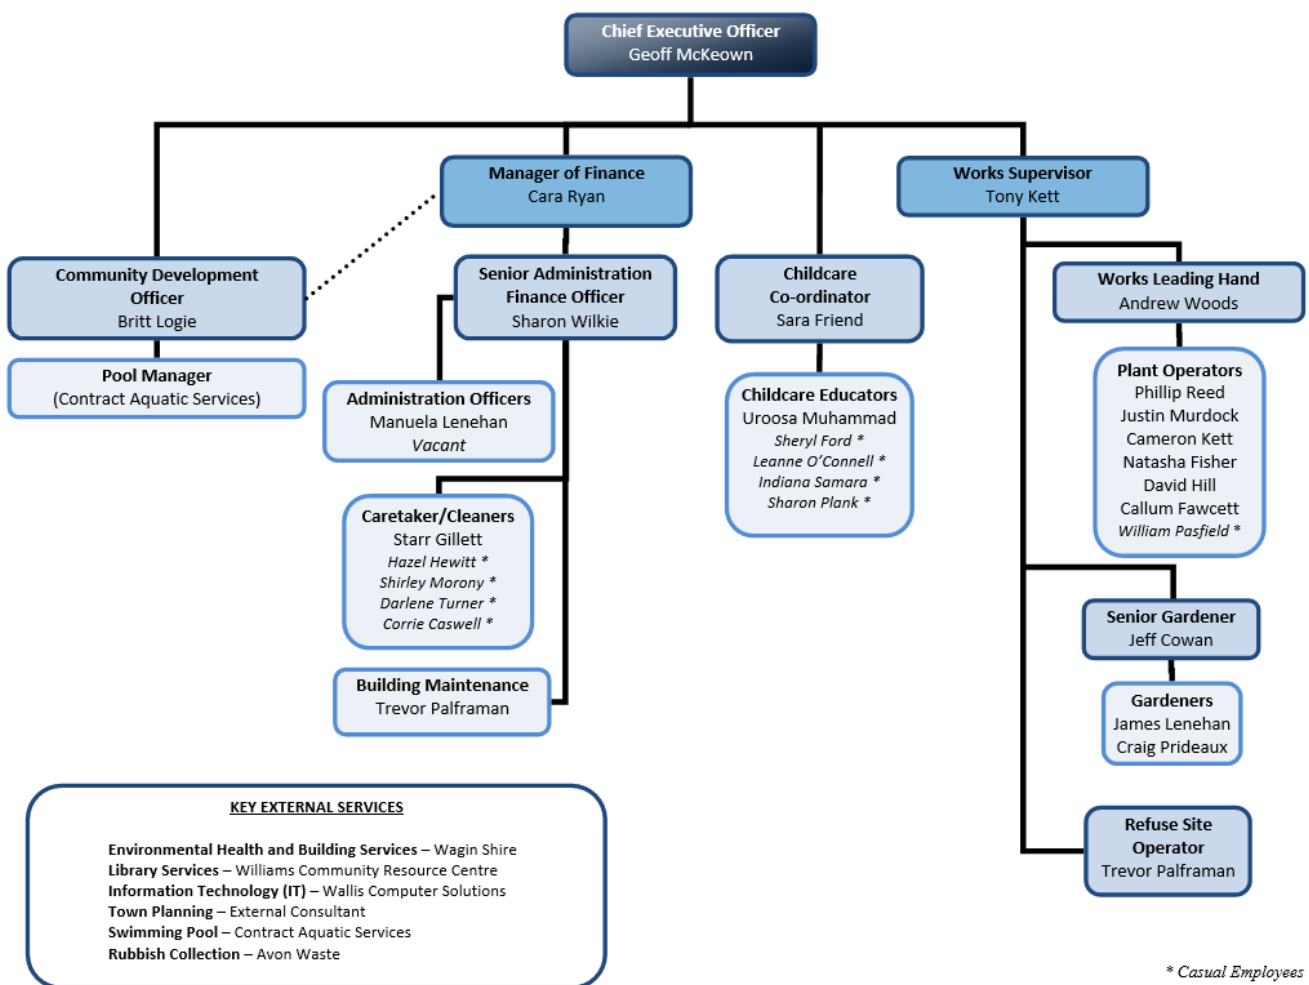 Chief Executive Officer
Geoff McKeown
Manager of Finance
Cara Ryan
Works Supervisor
Tony Kett
Community Development
Officer
Britt Logie
Senior Administration
Finance Officer
Sharon Wilkie
Childcare
Co-ordinator
Sara Friend
Works Leading Hand
Andrew Woods
Pool Manager
(Contract Aquatic Services)
Administration Officers
Manuela Lenehan
Vacant
Childcare Educators
Uroosa Muhammad
Sheryl Ford *
Leanne O’Connell *
Indiana Samara *
Sharon Plank *
Plant Operators
Phillip Reed
Justin Murdock
Cameron Kett
Natasha Fisher
David Hill
Callum Fawcett
William Pasfield *
Caretaker/Cleaners
Starr Gillett
Hazel Hewitt *
Shirley Morony *
Darlene Turner *
Corrie Caswell *
Senior Gardener
Jeff Cowan
Building Maintenance
Trevor Palframan
Gardeners
James Lenehan
Craig Prideaux
Refuse Site
Operator
Trevor Palframan
KEY EXTERNAL SERVICES
Environmental Health and Building Services – Wagin Shire
Library Services – Williams Community Resource Centre
Information Technology (IT) – Wallis Computer Solutions
Town Planning – External Consultant
Swimming Pool – Contract Aquatic Services
Rubbish Collection – Avon Waste
* Casual Employees